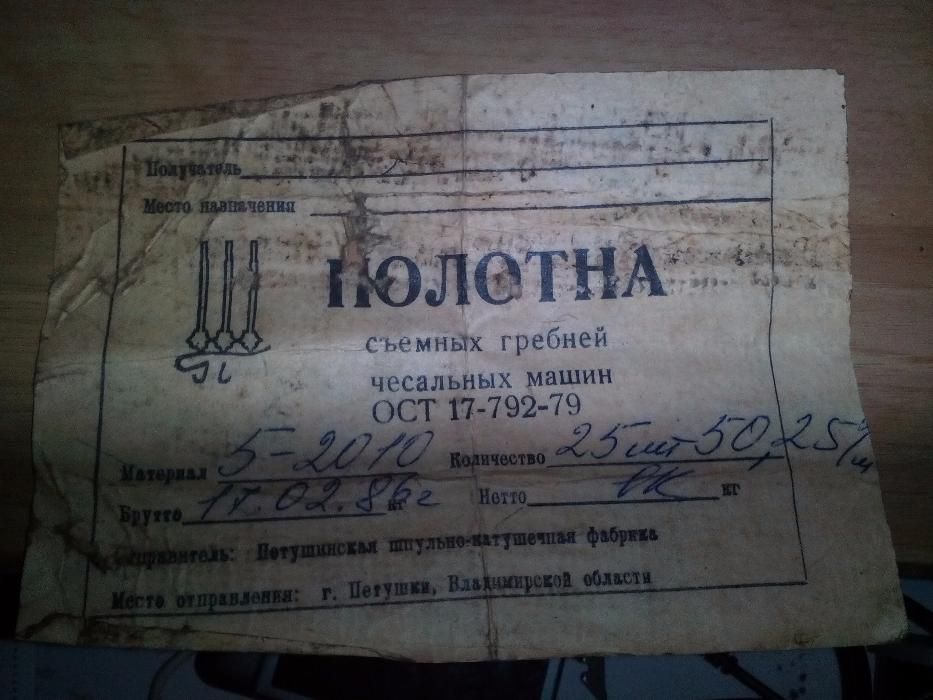 Получатель
Место назначения
ПОЛОТНА
съемных гребней
чесальных машин
ОСТ 17-792-79
Материал 5-2010 Количество 25шт 50,25
Брутто 17.02.86г кг Нетто кг
Отправитель: Петушинская шпульно-катушечная фабрика
Место отправления: г. Петушки, Владимирской области